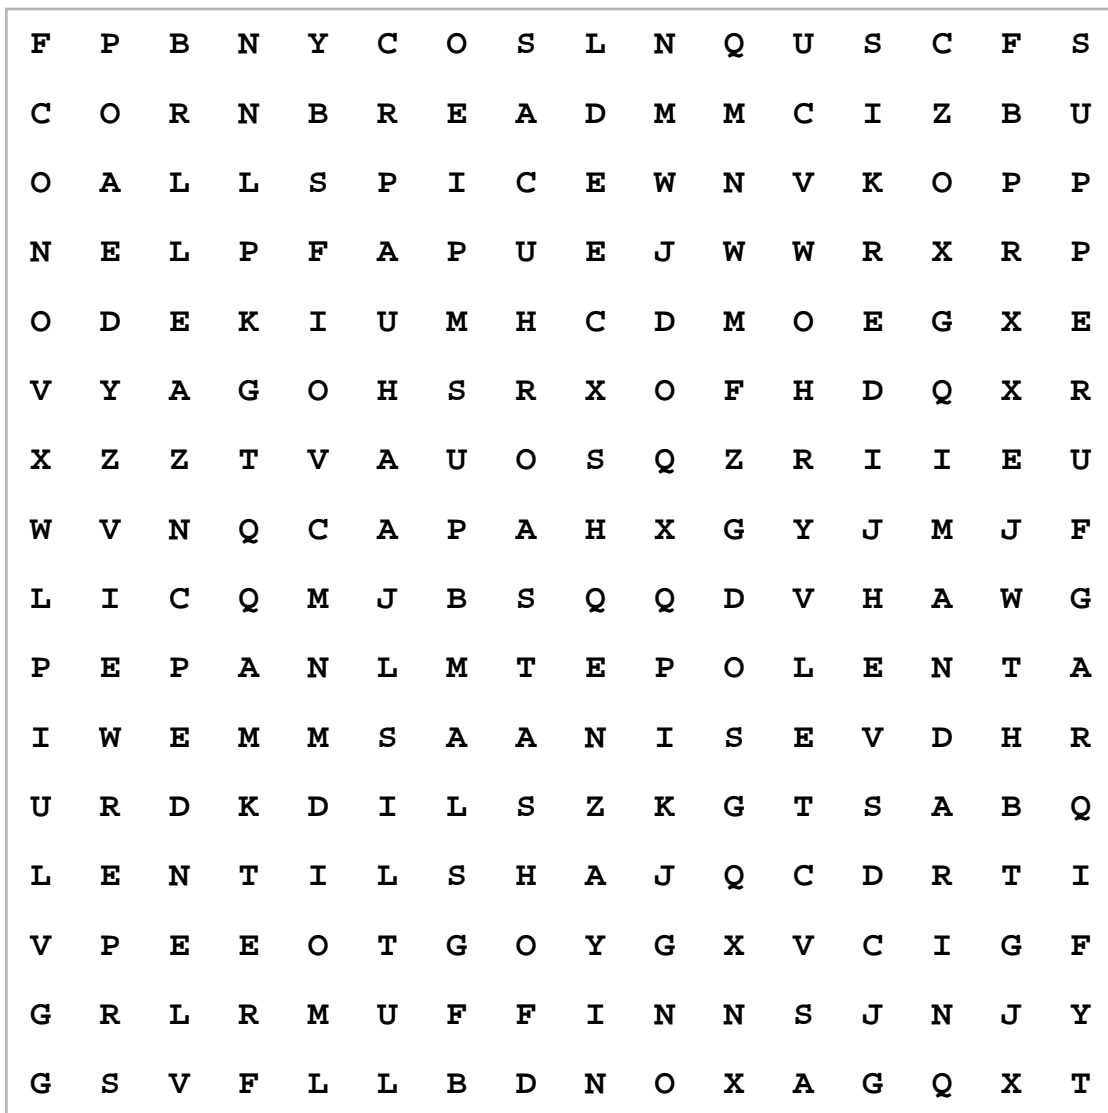 F P B N Y C O S L N Q U S C F S
C O R N B R E A D M M C I Z B U
O A L L S P I C E W N V K O P P
N E L P F A P U E J W W R X R P
O D E K I U M H C D M O E G X E
V Y A G O H S R X O F H D Q X R
X Z Z T V A U O S Q Z R I I E U
W V N Q C A P A H X G Y J M J F
L I C Q M J B S Q Q D V H A W G
P E P A N L M T E P O L E N T A
I W E M M S A A N I S E V D H R
U R D K D I L S Z K G T S A B Q
L E N T I L S H A J Q C D R T I
V P E E O T G O Y G X V C I G F
G R L R M U F F I N N S J N J Y
G S V F L L B D N O X A G Q X T